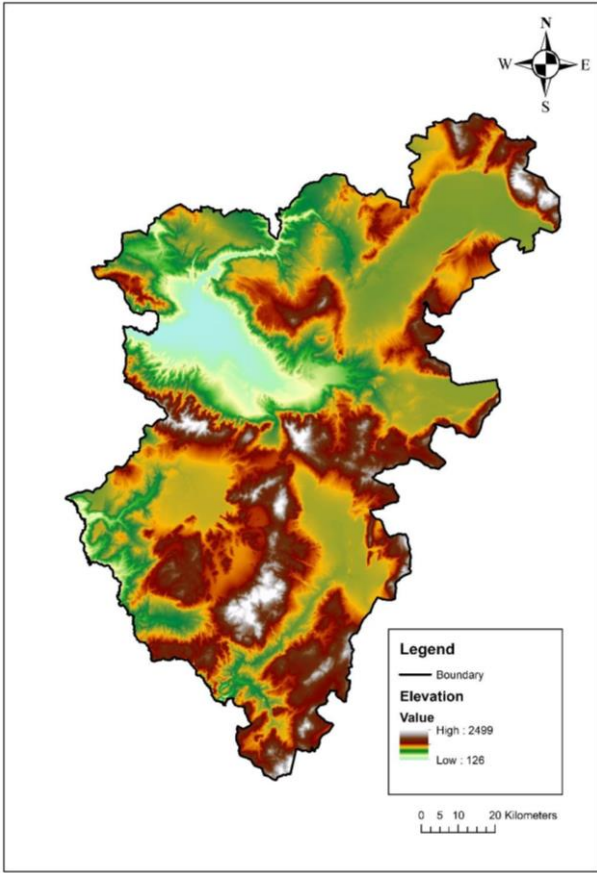 N
W E
S
Legend
Boundary
Elevation
Value
High : 2499
Low : 126
0 5 10 20 Kilometers